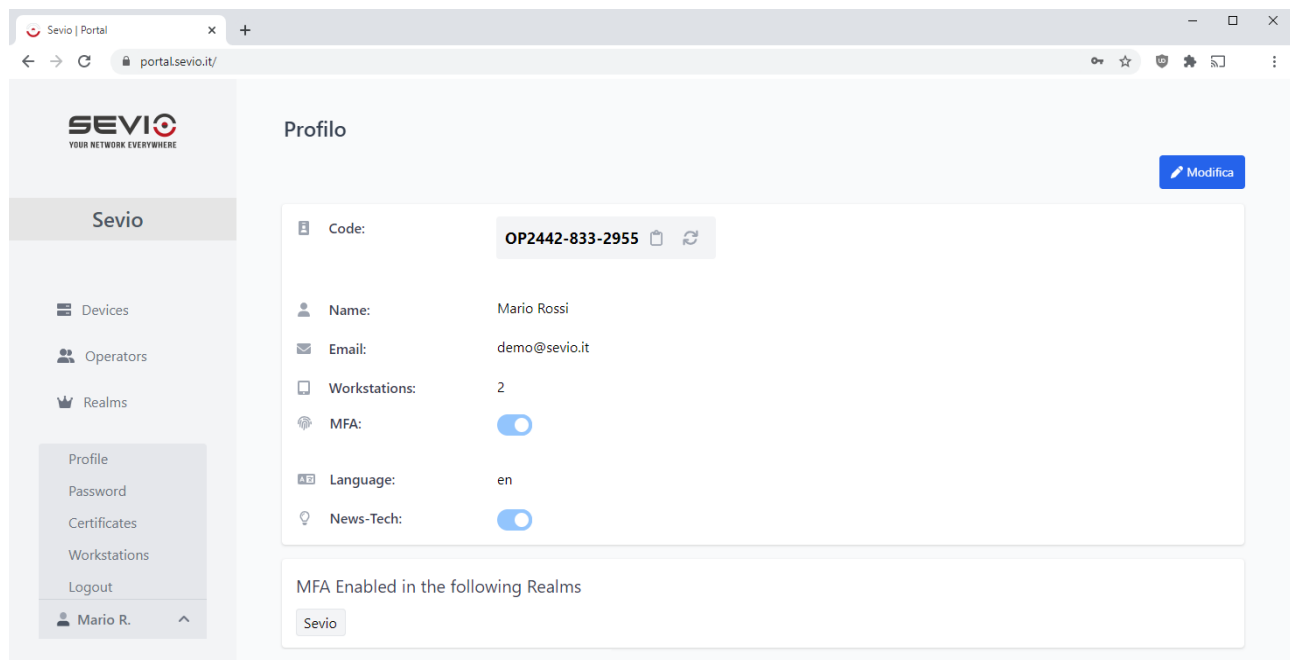 Sevio | Portal
portal.sevio.it/
SEVIO
YOUR NETWORK EVERYWHERE
Sevio
Devices
Operators
Realms
Profile
Password
Certificates
Workstations
Logout
Mario R.
Profilo
Modifica
Code: OP2442-833-2955
Name: Mario Rossi
Email: demo@sevio.it
Workstations: 2
MFA:
Language: en
News-Tech:
MFA Enabled in the following Realms
Sevio